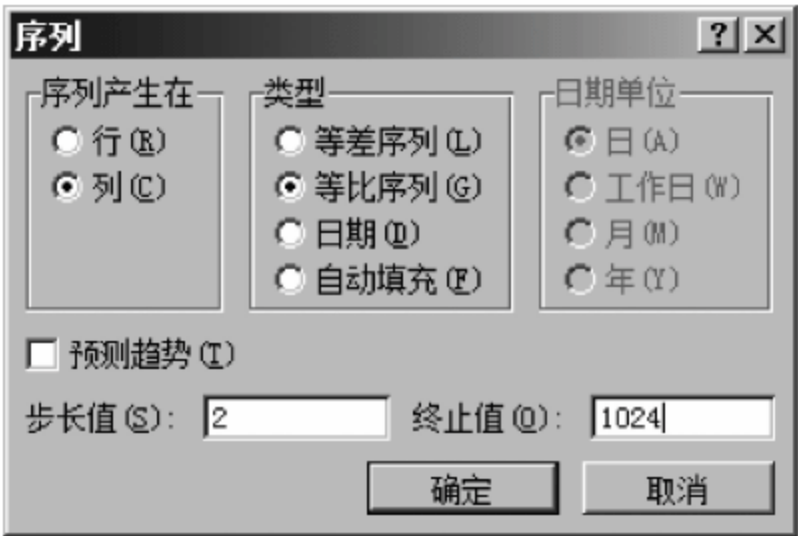 序列
序列产生在 类型 日期单位
行(R) 等差序列(L) 日(A)
列(C) 等比序列(G) 工作日(W)
日期(D) 月(M)
自动填充(F) 年(Y)
预测趋势(T)
步长值(S): 2 终止值(O): 1024
确定 取消